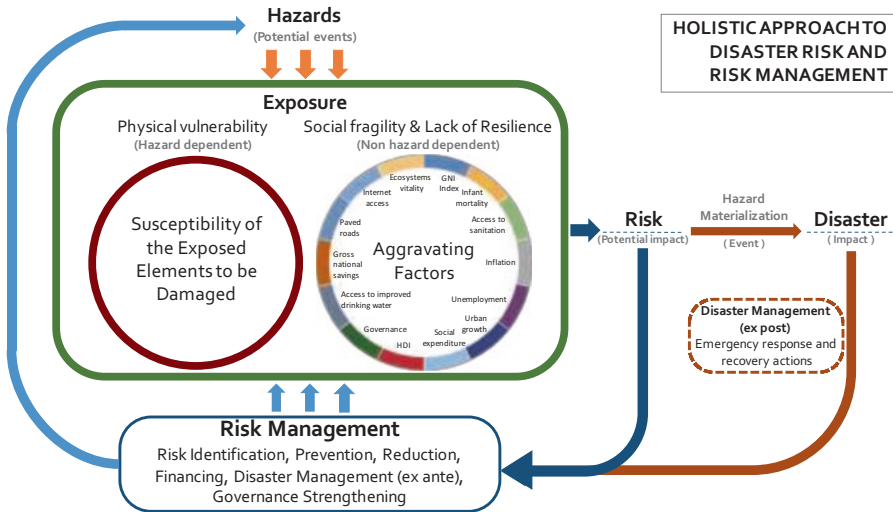 Hazards
(Potential events)
HOLISTIC APPROACH TO
DISASTER RISK AND
RISK MANAGEMENT
Exposure
Physical vulnerability
(Hazard dependent)
Social fragility & Lack of Resilience
(Non hazard dependent)
Susceptibility of
the Exposed
Elements to be
Damaged
Aggravating
Factors
Ecosystems
vitality
GNI
Index
Infant
mortality
Access to
sanitation
Inflation
Unemployment
Urban
growth
Social
expenditure
HDI
Governance
Access to improved
drinking water
Gross
national
savings
Paved
roads
Internet
access
Risk
(Potential impact)
Hazard
Materialization
(Event )
Disaster
( Impact )
Disaster Management
(ex post)
Emergency response and
recovery actions
Risk Management
Risk Identification, Prevention, Reduction,
Financing, Disaster Management (ex ante),
Governance Strengthening